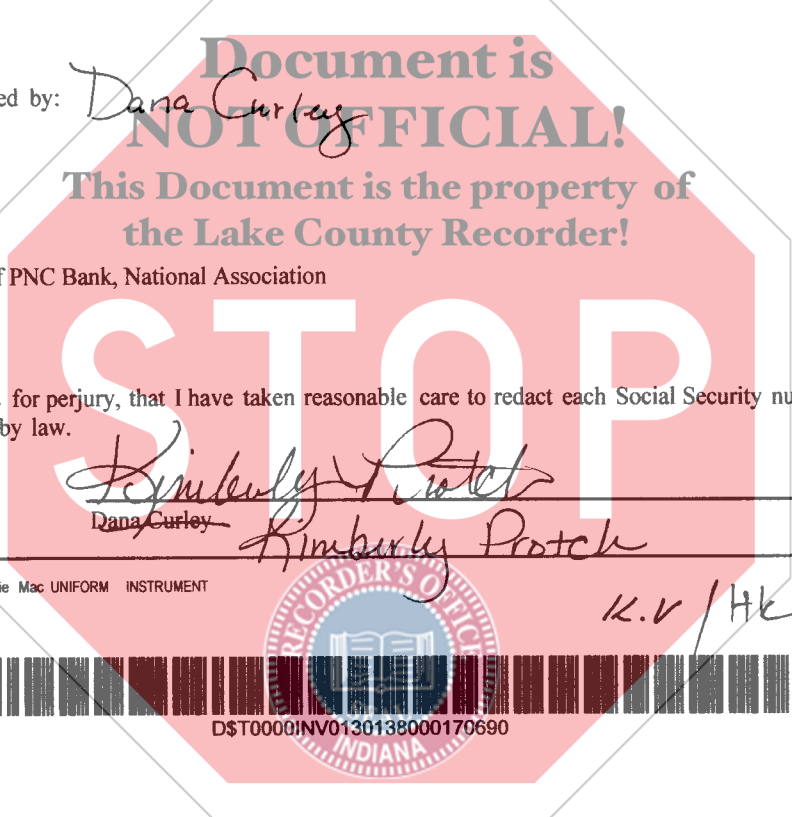 Document is
ed by: Dana Curley
NOT OFFICIAL!
This Document is the property of
the Lake County Recorder!
f PNC Bank, National Association
STOP
for perjury, that I have taken reasonable care to redact each Social Security nu
by law.
Kimberly Protch
Dana Curley Kimberly Protch
ie Mac UNIFORM INSTRUMENT
RECORDER'S OFFICE
K.V / HK
D$T0000INV0130138000170690
INDIANA